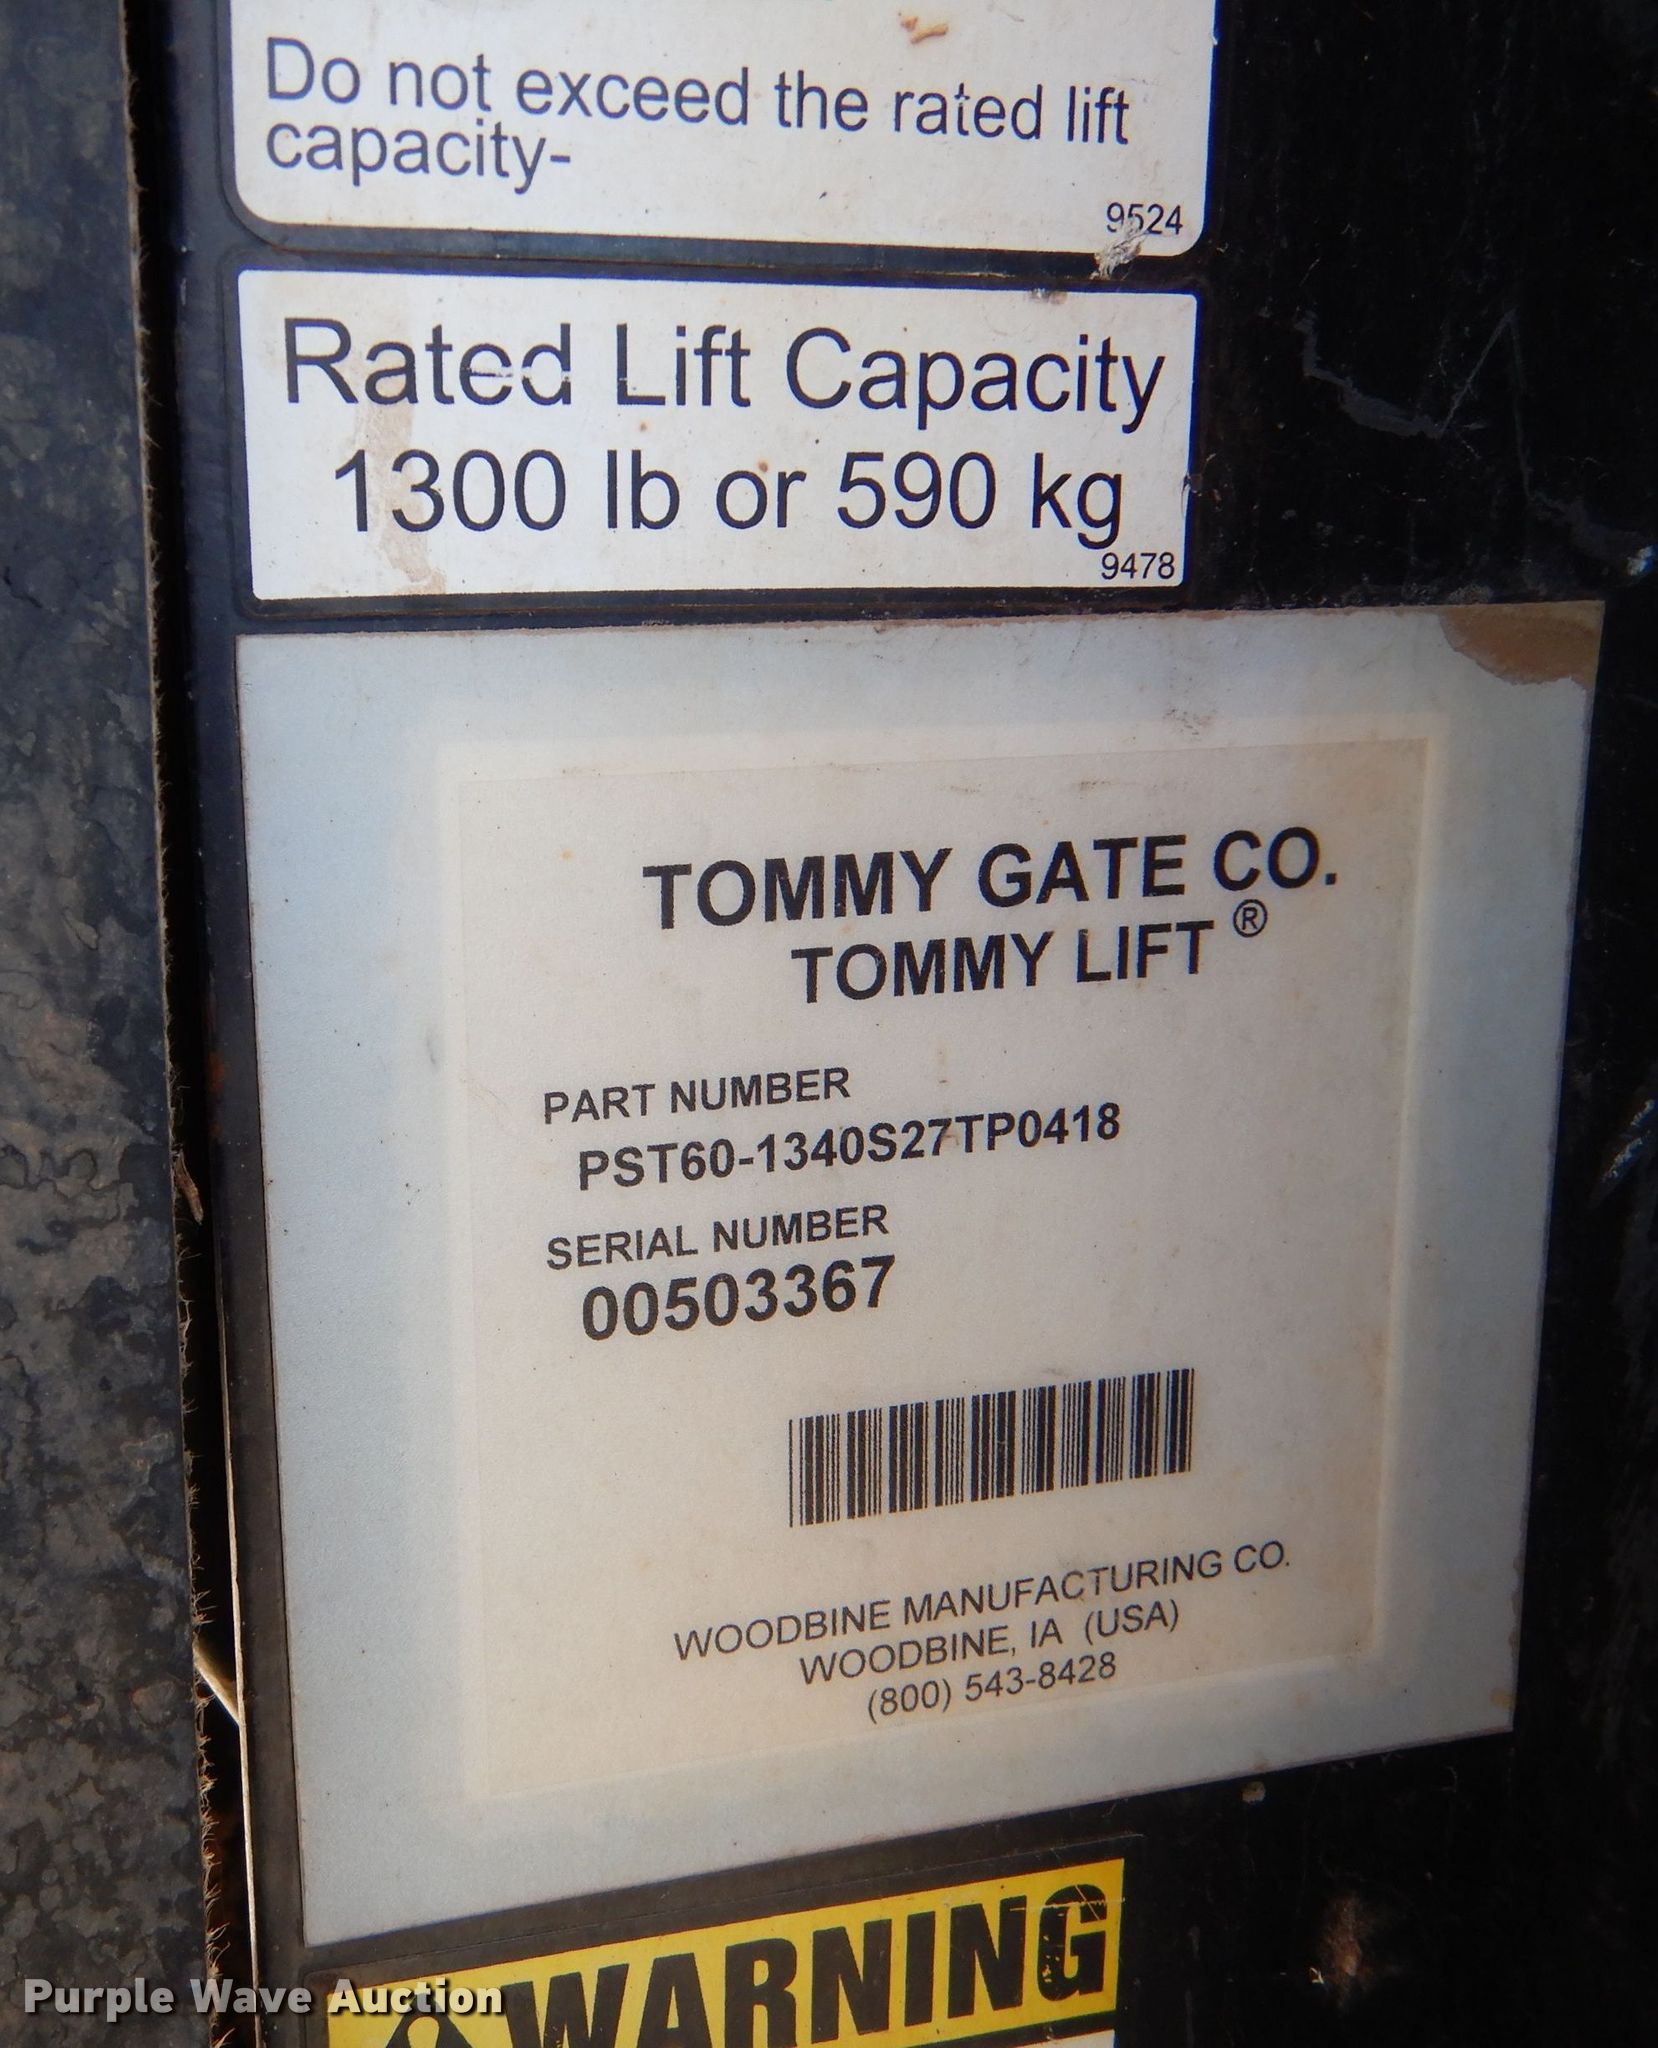 Do not exceed the rated lift
capacity-
9524
Rated Lift Capacity
1300 lb or 590 kg
9478
TOMMY GATE CO.
TOMMY LIFT ®
PART NUMBER
PST60-1340S27TP0418
SERIAL NUMBER
00503367
WOODBINE MANUFACTURING CO.
WOODBINE, IA (USA)
(800) 543-8428
WARNING
Purple Wave Auction